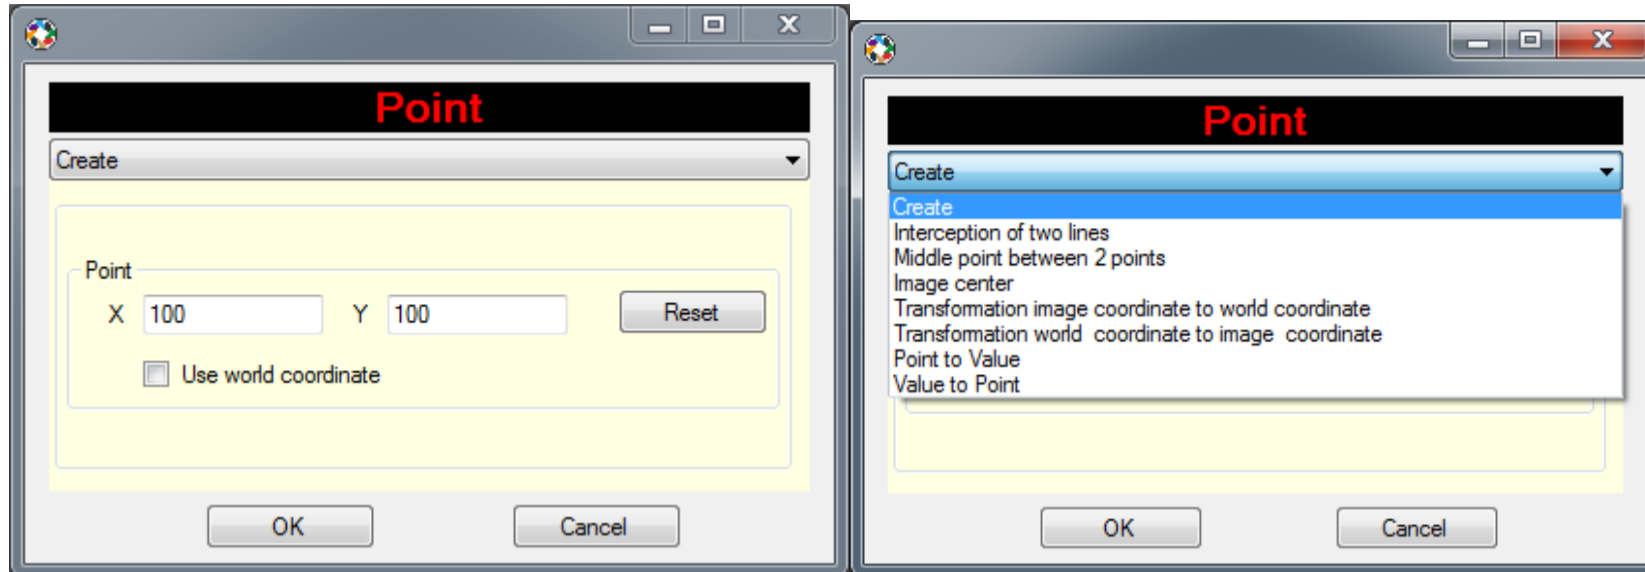 Point
Create
Point
X 100 Y 100 Reset
Use world coordinate
OK Cancel
Point
Create
Create
Interception of two lines
Middle point between 2 points
Image center
Transformation image coordinate to world coordinate
Transformation world  coordinate to image  coordinate
Point to Value
Value to Point
OK Cancel